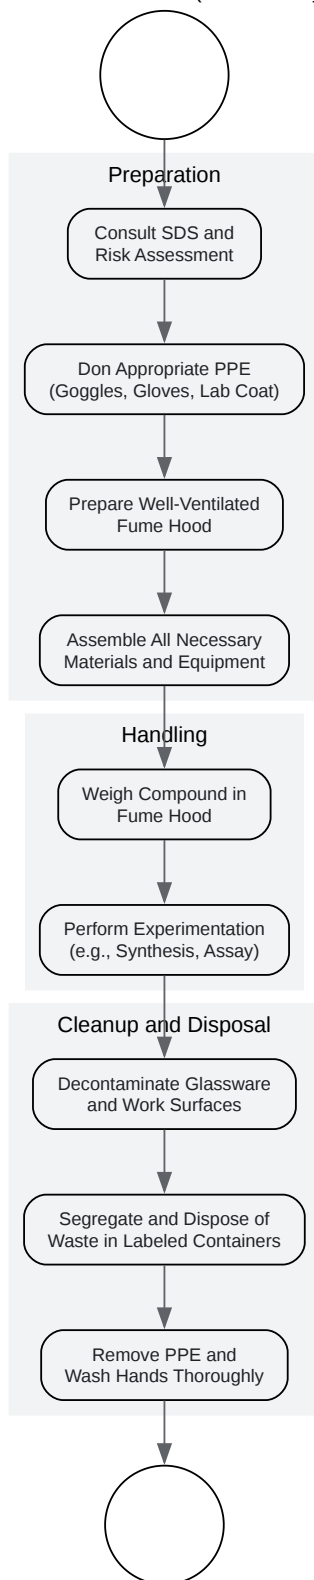 Preparation
Consult SDS and
Risk Assessment
Don Appropriate PPE
(Goggles, Gloves, Lab Coat)
Prepare Well-Ventilated
Fume Hood
Assemble All Necessary
Materials and Equipment
Handling
Weigh Compound in
Fume Hood
Perform Experimentation
(e.g., Synthesis, Assay)
Cleanup and Disposal
Decontaminate Glassware
and Work Surfaces
Segregate and Dispose of
Waste in Labeled Containers
Remove PPE and
Wash Hands Thoroughly